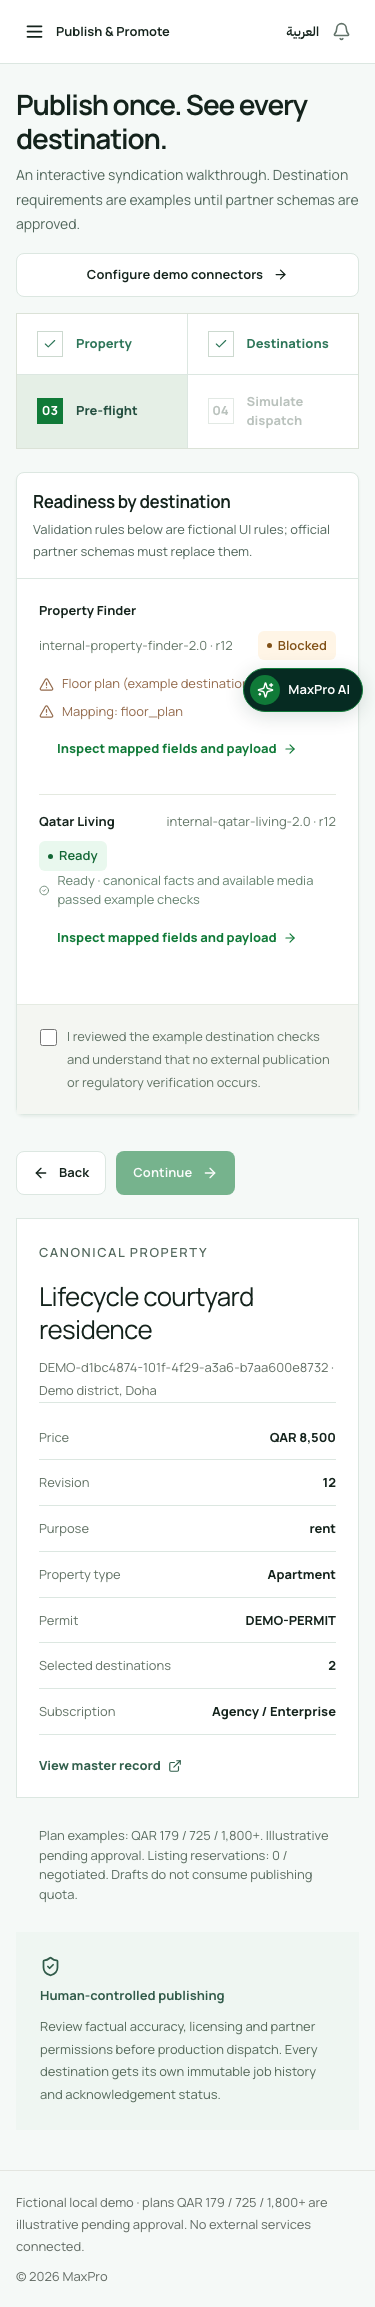 Publish & Promote
العربية
Publish once. See every
destination.
An interactive syndication walkthrough. Destination
requirements are examples until partner schemas are
approved.
Configure demo connectors
Property
Destinations
03 Pre-flight
04 Simulate
dispatch
Readiness by destination
Validation rules below are fictional UI rules; official
partner schemas must replace them.
Property Finder
internal-property-finder-2.0 · r12
Blocked
Floor plan (example destination
MaxPro AI
Mapping: floor_plan
Inspect mapped fields and payload
Qatar Living
internal-qatar-living-2.0 · r12
Ready
Ready · canonical facts and available media
passed example checks
Inspect mapped fields and payload
I reviewed the example destination checks
and understand that no external publication
or regulatory verification occurs.
Back
Continue
CANONICAL PROPERTY
Lifecycle courtyard
residence
DEMO-d1bc4874-101f-4f29-a3a6-b7aa600e8732 ·
Demo district, Doha
Price QAR 8,500
Revision 12
Purpose rent
Property type Apartment
Permit DEMO-PERMIT
Selected destinations 2
Subscription Agency / Enterprise
View master record
Plan examples: QAR 179 / 725 / 1,800+. Illustrative
pending approval. Listing reservations: 0 /
negotiated. Drafts do not consume publishing
quota.
Human-controlled publishing
Review factual accuracy, licensing and partner
permissions before production dispatch. Every
destination gets its own immutable job history
and acknowledgement status.
Fictional local demo · plans QAR 179 / 725 / 1,800+ are
illustrative pending approval. No external services
connected.
© 2026 MaxPro